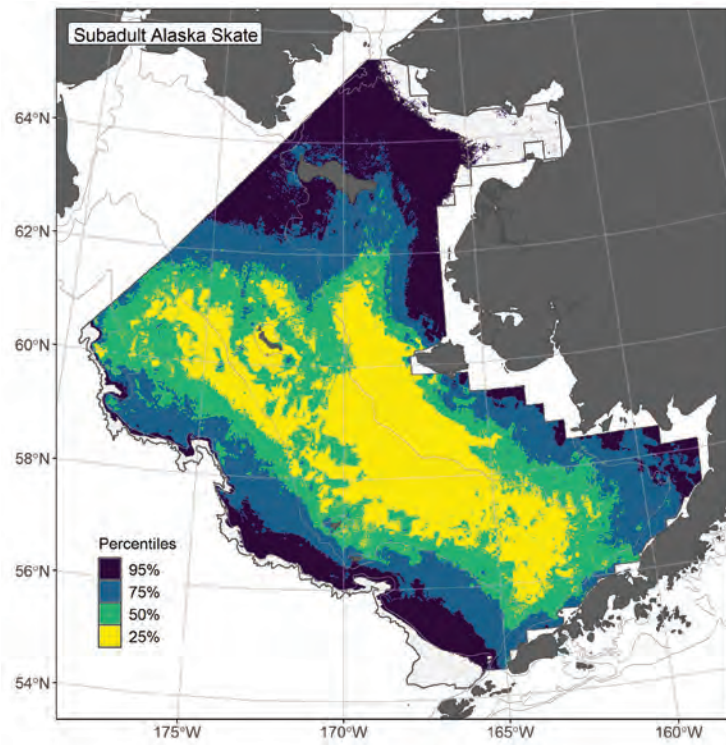 Subadult Alaska Skate
64°N
62°N
60°N
58°N
56°N
54°N
Percentiles
95%
75%
50%
25%
175°W
170°W
165°W
160°W